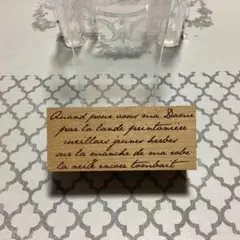 Quand pour vous ma Dame
par la lande printanière
cueillais jeunes herbes
sur la manche de ma robe
la neige encore tombait